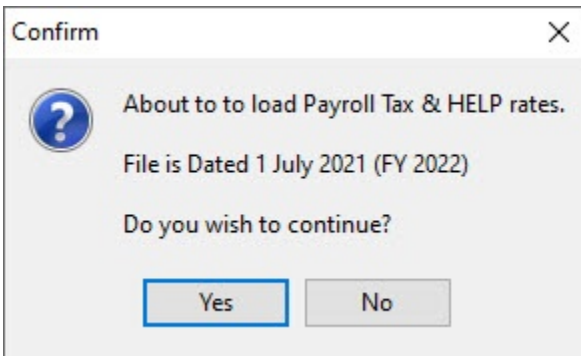 Confirm
About to to load Payroll Tax & HELP rates.
File is Dated 1 July 2021 (FY 2022)
Do you wish to continue?
Yes No